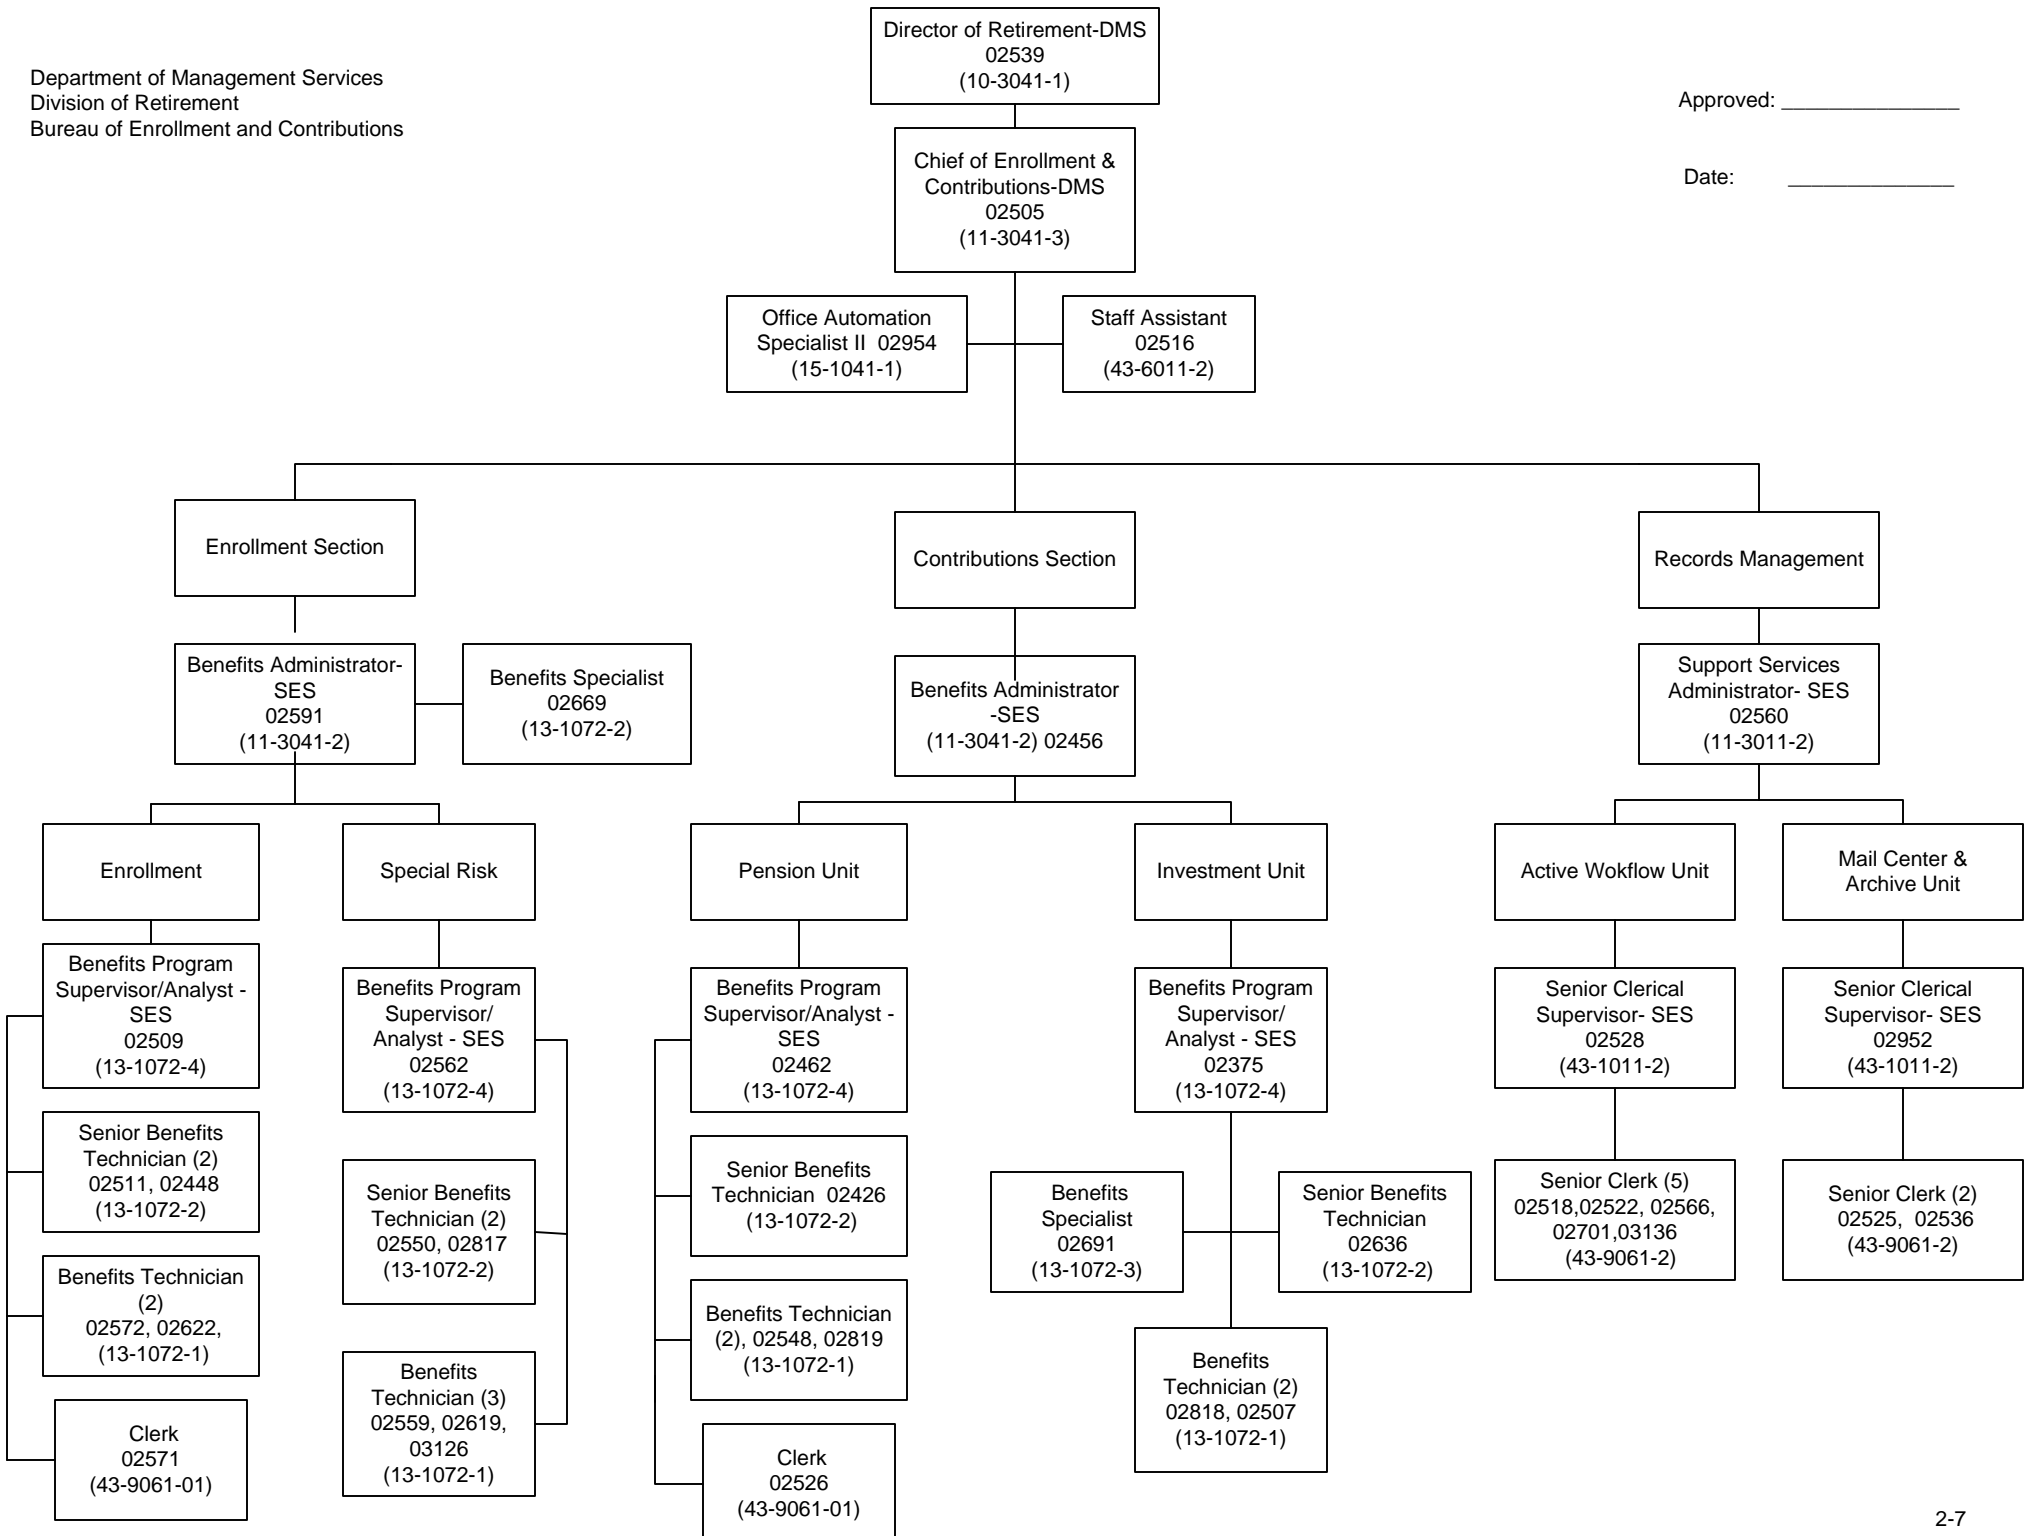 Director of Retirement-DMS
02539
(10-3041-1)
Department of Management Services
Division of Retirement
Bureau of Enrollment and Contributions
Approved: _______________
Date: ______________
Chief of Enrollment &
Contributions-DMS
02505
(11-3041-3)
Office Automation
Specialist II 02954
(15-1041-1)
Staff Assistant
02516
(43-6011-2)
Enrollment Section
Contributions Section
Records Management
Benefits Administrator-
SES
02591
(11-3041-2)
Benefits Specialist
02669
(13-1072-2)
Benefits Administrator
-SES
(11-3041-2) 02456
Support Services
Administrator- SES
02560
(11-3011-2)
Enrollment
Special Risk
Pension Unit
Investment Unit
Active Wokflow Unit
Mail Center &
Archive Unit
Benefits Program
Supervisor/Analyst -
SES
02509
(13-1072-4)
Benefits Program
Supervisor/
Analyst - SES
02562
(13-1072-4)
Benefits Program
Supervisor/Analyst -
SES
02462
(13-1072-4)
Benefits Program
Supervisor/
Analyst - SES
02375
(13-1072-4)
Senior Clerical
Supervisor- SES
02528
(43-1011-2)
Senior Clerical
Supervisor- SES
02952
(43-1011-2)
Senior Benefits
Technician (2)
02511, 02448
(13-1072-2)
Senior Benefits
Technician (2)
02550, 02817
(13-1072-2)
Senior Benefits
Technician 02426
(13-1072-2)
Benefits
Specialist
02691
(13-1072-3)
Senior Benefits
Technician
02636
(13-1072-2)
Senior Clerk (5)
02518,02522, 02566,
02701,03136
(43-9061-2)
Senior Clerk (2)
02525, 02536
(43-9061-2)
Benefits Technician
(2)
02572, 02622,
(13-1072-1)
Benefits
Technician (3)
02559, 02619,
03126
(13-1072-1)
Benefits Technician
(2), 02548, 02819
(13-1072-1)
Benefits
Technician (2)
02818, 02507
(13-1072-1)
Clerk
02571
(43-9061-01)
Clerk
02526
(43-9061-01)
2-7